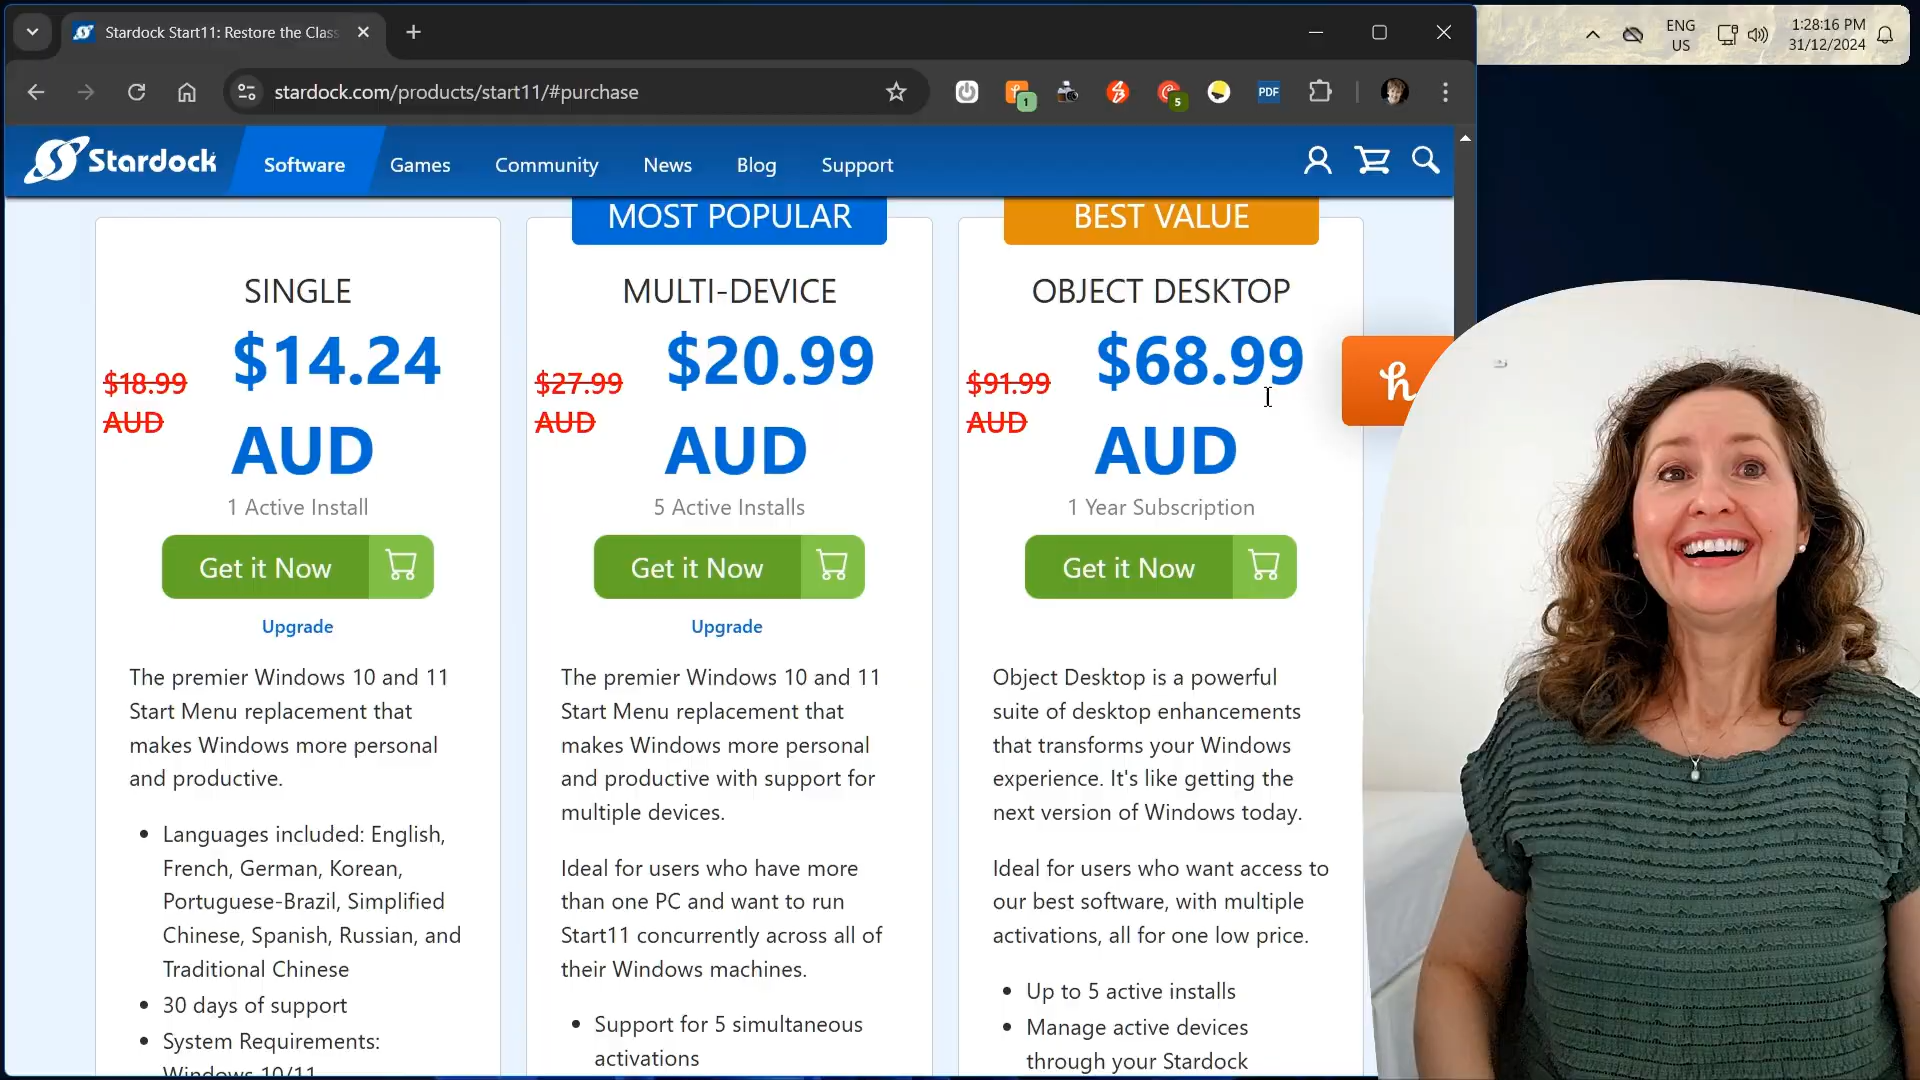 Stardock Start11: Restore the Clas
ENG
US
1:28:16 PM
31/12/2024
stardock.com/products/start11/#purchase
1
5
PDF
Stardock
Software
Games
Community
News
Blog
Support
MOST POPULAR
BEST VALUE
SINGLE
$18.99
AUD
$14.24
AUD
1 Active Install
Get it Now
Upgrade
The premier Windows 10 and 11
Start Menu replacement that
makes Windows more personal
and productive.
Languages included: English,
French, German, Korean,
Portuguese-Brazil, Simplified
Chinese, Spanish, Russian, and
Traditional Chinese
30 days of support
System Requirements:
Windows 10/11
MULTI-DEVICE
$27.99
AUD
$20.99
AUD
5 Active Installs
Get it Now
Upgrade
The premier Windows 10 and 11
Start Menu replacement that
makes Windows more personal
and productive with support for
multiple devices.
Ideal for users who have more
than one PC and want to run
Start11 concurrently across all of
their Windows machines.
Support for 5 simultaneous
activations
OBJECT DESKTOP
$91.99
AUD
$68.99
AUD
1 Year Subscription
Get it Now
Object Desktop is a powerful
suite of desktop enhancements
that transforms your Windows
experience. It's like getting the
next version of Windows today.
Ideal for users who want access to
our best software, with multiple
activations, all for one low price.
Up to 5 active installs
Manage active devices
through your Stardock
h